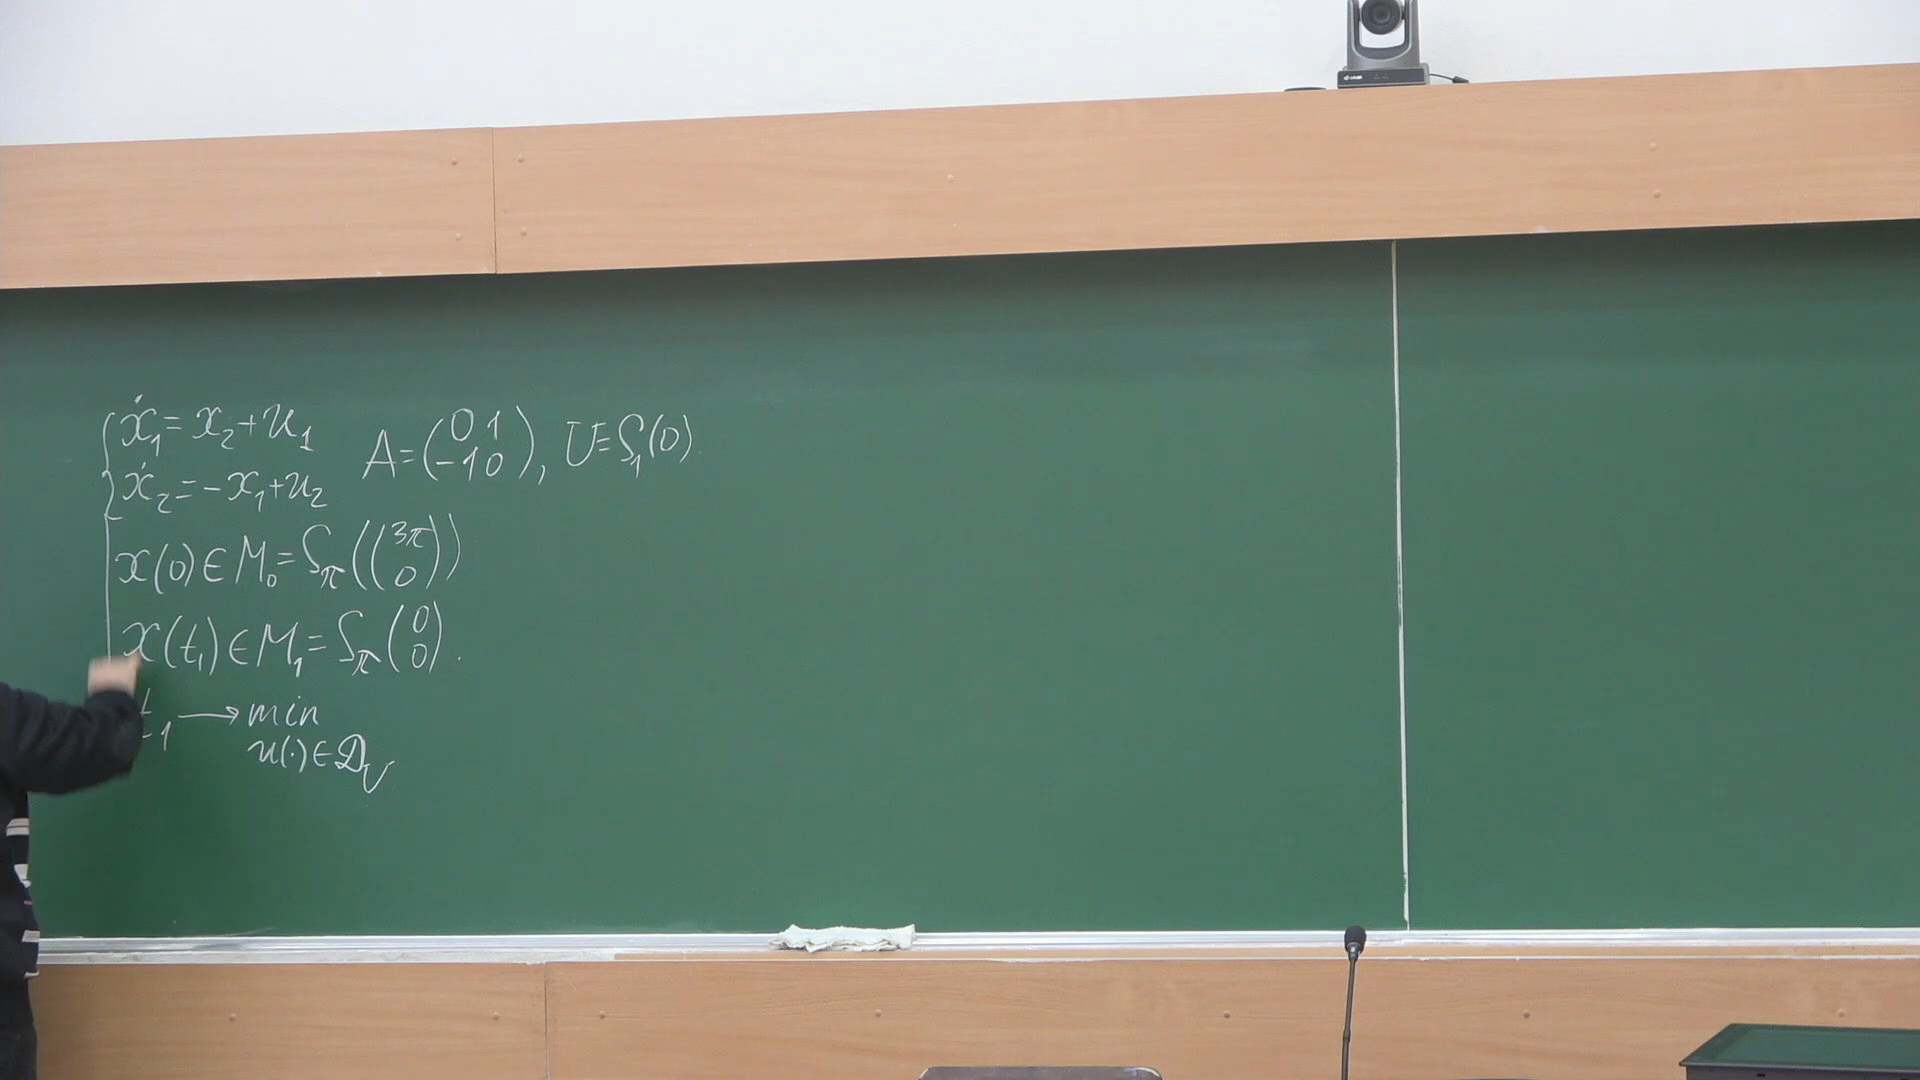 ẋ₁ = x₂ + u₁
ẋ₂ = -x₁ + u₂
A = (0 1
-1 0), U = S₁(0).
x(0) ∈ M₀ = S_π((3π
0))
x(t₁) ∈ M₁ = S_π(0
0).
t₁ → min
u(·) ∈ D_U